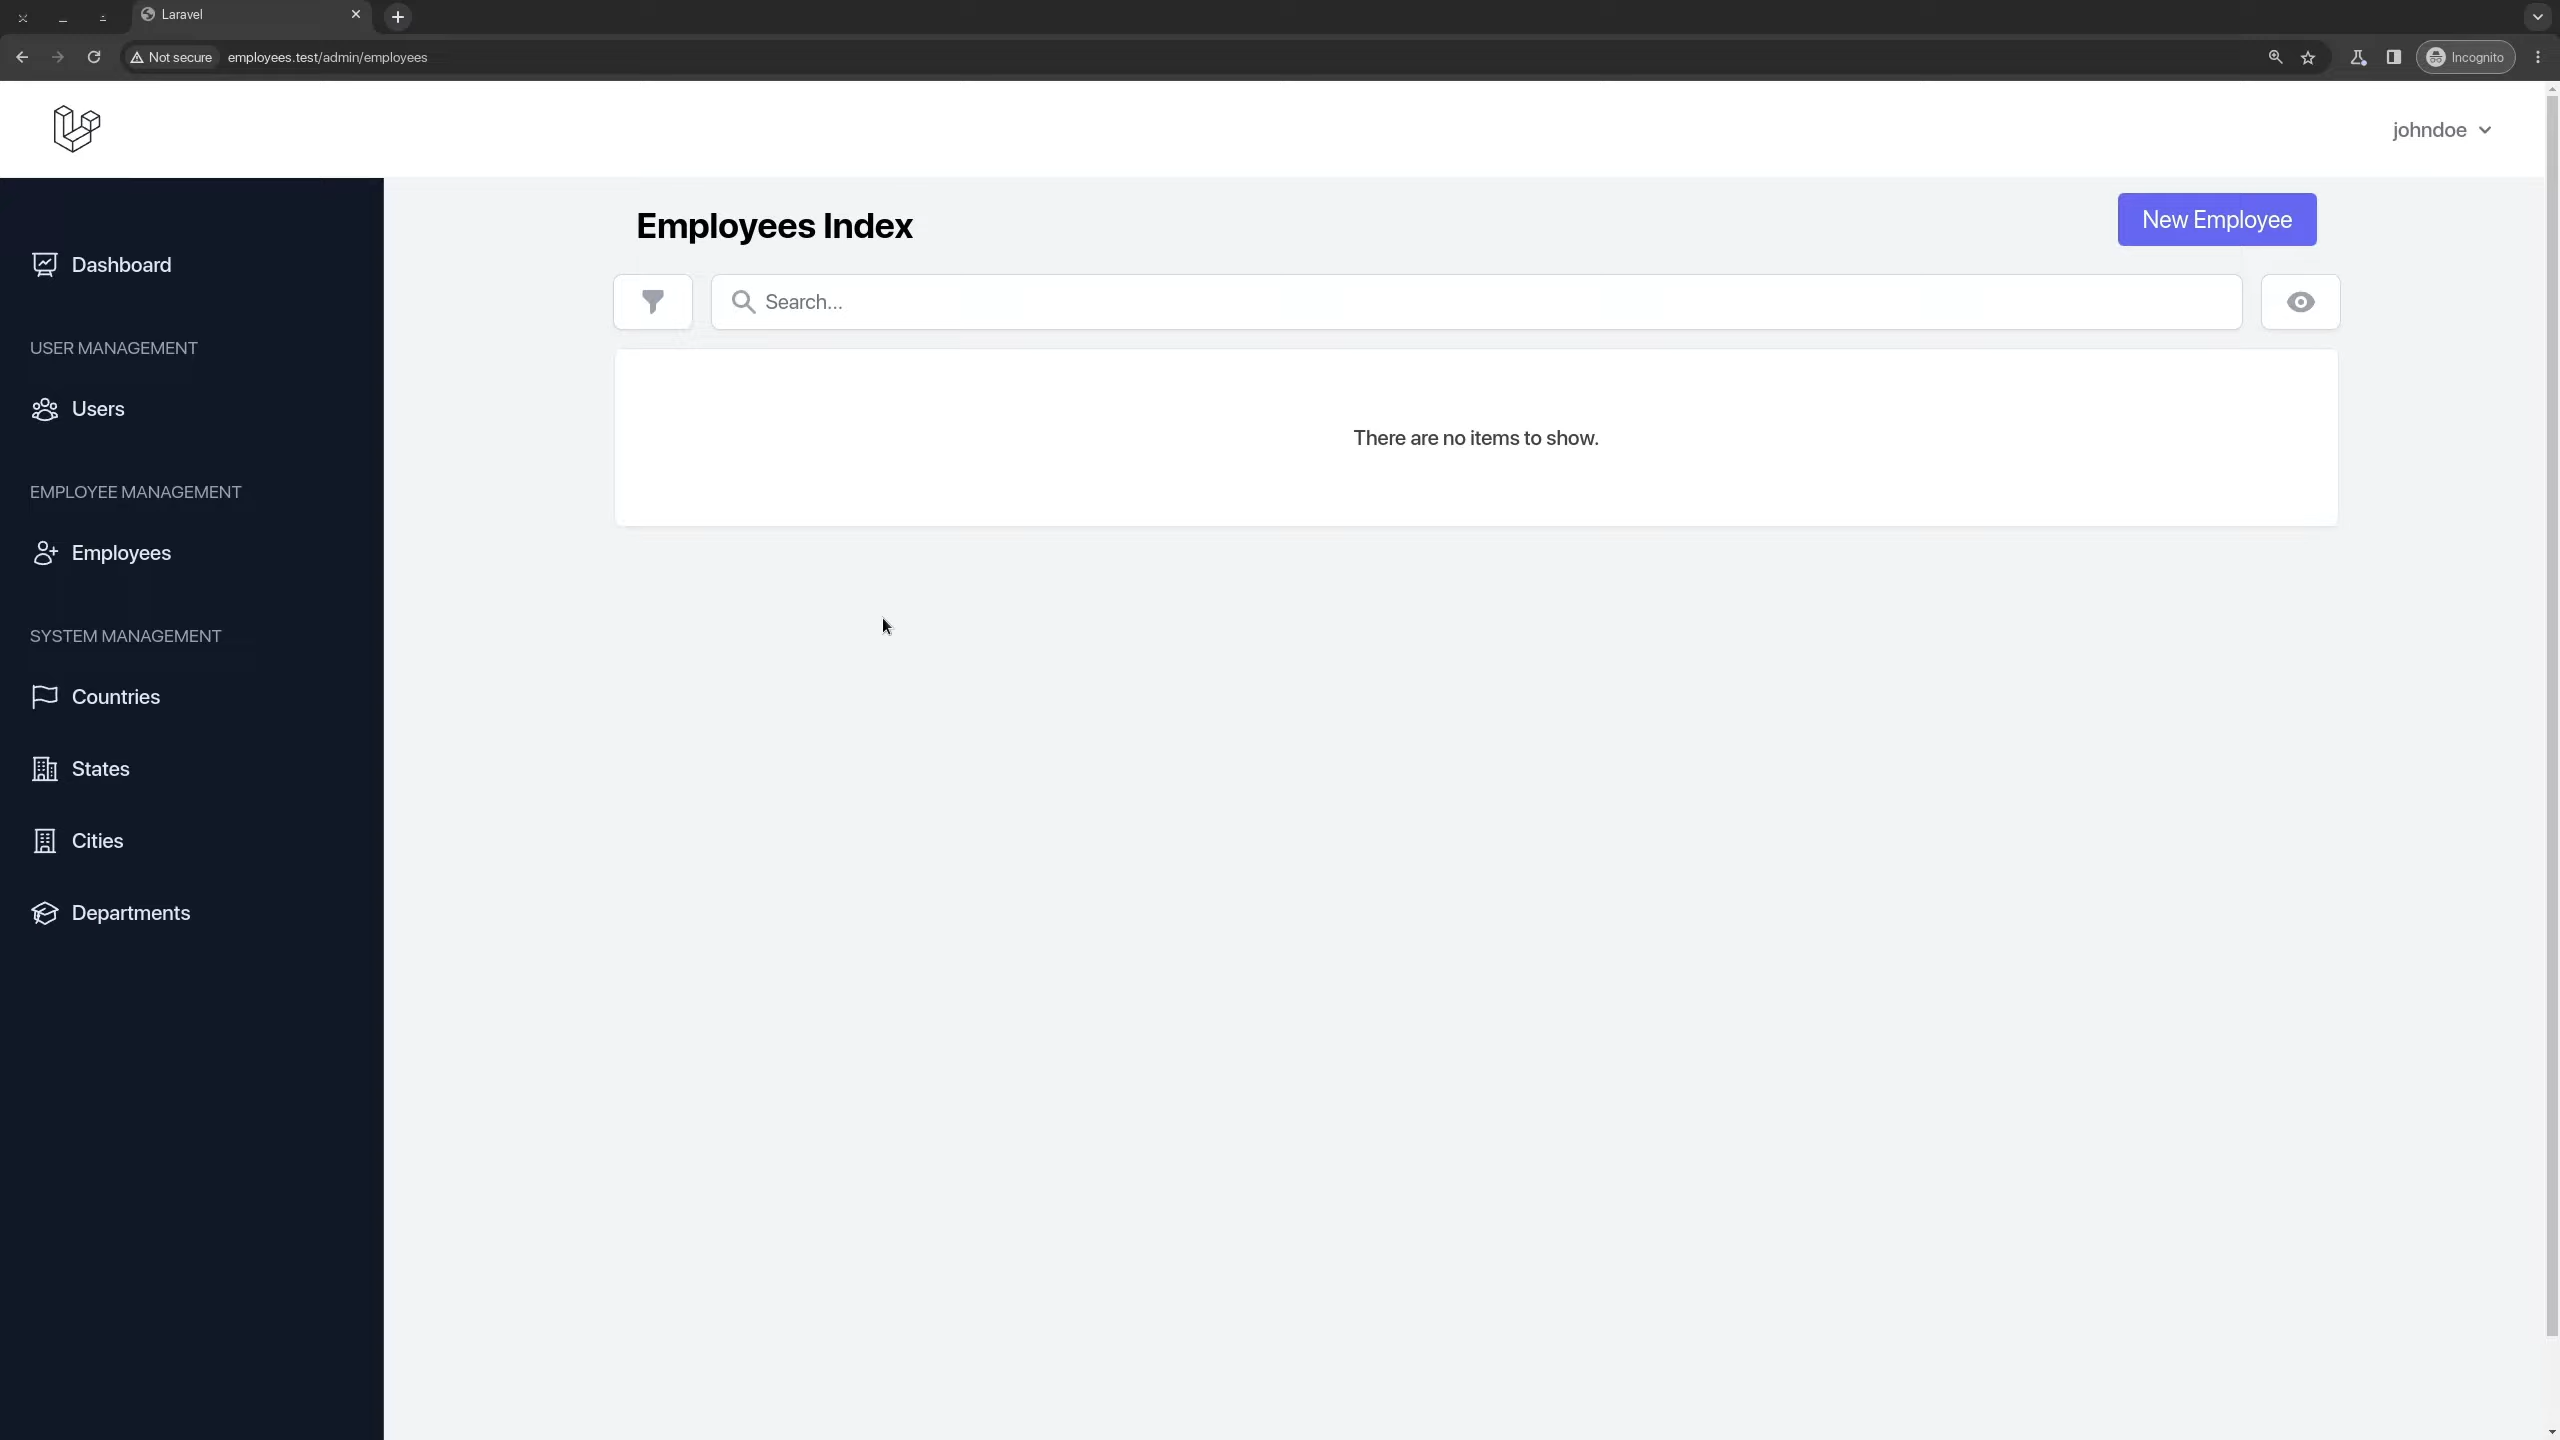 Laravel
Not secure employees.test/admin/employees
Incognito
johndoe
Employees Index
New Employee
Search...
There are no items to show.
Dashboard
USER MANAGEMENT
Users
EMPLOYEE MANAGEMENT
Employees
SYSTEM MANAGEMENT
Countries
States
Cities
Departments